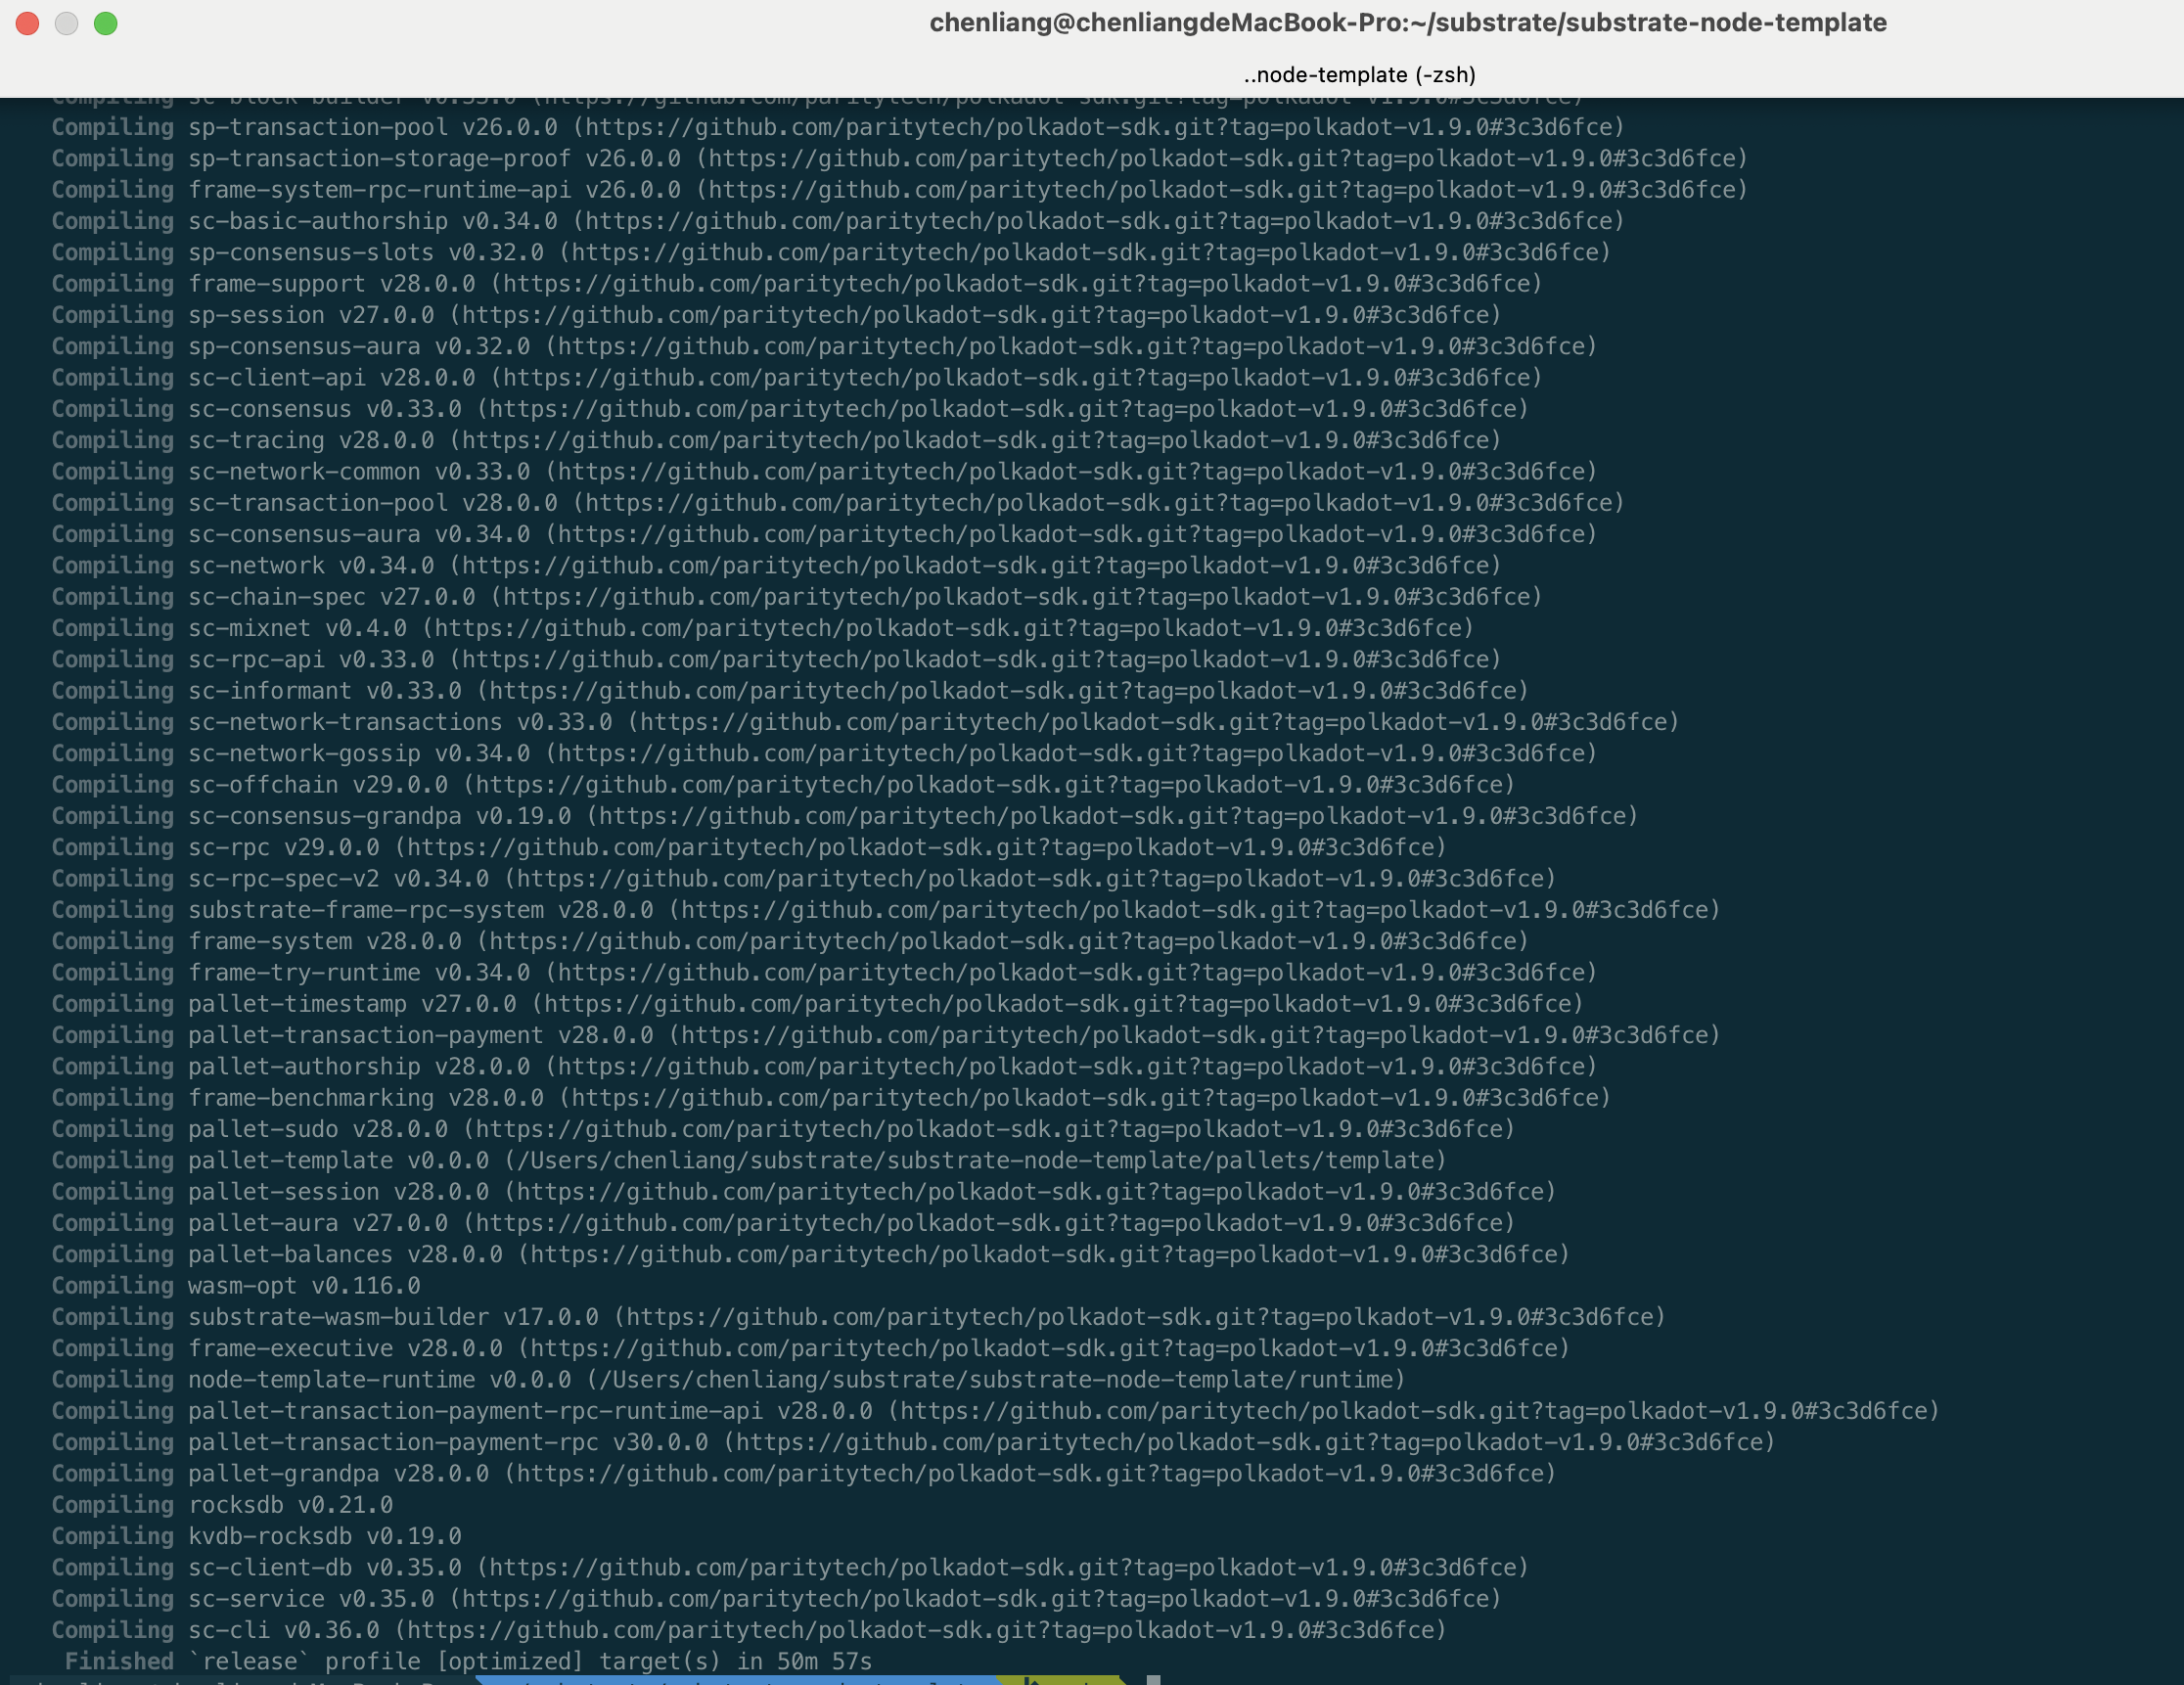 chenliang@chenliangdeMacBook-Pro:~/substrate/substrate-node-template
..node-template (-zsh)
Compiling sc-block-builder v0.33.0 (https://github.com/paritytech/polkadot-sdk.git?tag=polkadot-v1.9.0#3c3d6fce)
Compiling sp-transaction-pool v26.0.0 (https://github.com/paritytech/polkadot-sdk.git?tag=polkadot-v1.9.0#3c3d6fce)
Compiling sp-transaction-storage-proof v26.0.0 (https://github.com/paritytech/polkadot-sdk.git?tag=polkadot-v1.9.0#3c3d6fce)
Compiling frame-system-rpc-runtime-api v26.0.0 (https://github.com/paritytech/polkadot-sdk.git?tag=polkadot-v1.9.0#3c3d6fce)
Compiling sc-basic-authorship v0.34.0 (https://github.com/paritytech/polkadot-sdk.git?tag=polkadot-v1.9.0#3c3d6fce)
Compiling sp-consensus-slots v0.32.0 (https://github.com/paritytech/polkadot-sdk.git?tag=polkadot-v1.9.0#3c3d6fce)
Compiling frame-support v28.0.0 (https://github.com/paritytech/polkadot-sdk.git?tag=polkadot-v1.9.0#3c3d6fce)
Compiling sp-session v27.0.0 (https://github.com/paritytech/polkadot-sdk.git?tag=polkadot-v1.9.0#3c3d6fce)
Compiling sp-consensus-aura v0.32.0 (https://github.com/paritytech/polkadot-sdk.git?tag=polkadot-v1.9.0#3c3d6fce)
Compiling sc-client-api v28.0.0 (https://github.com/paritytech/polkadot-sdk.git?tag=polkadot-v1.9.0#3c3d6fce)
Compiling sc-consensus v0.33.0 (https://github.com/paritytech/polkadot-sdk.git?tag=polkadot-v1.9.0#3c3d6fce)
Compiling sc-tracing v28.0.0 (https://github.com/paritytech/polkadot-sdk.git?tag=polkadot-v1.9.0#3c3d6fce)
Compiling sc-network-common v0.33.0 (https://github.com/paritytech/polkadot-sdk.git?tag=polkadot-v1.9.0#3c3d6fce)
Compiling sc-transaction-pool v28.0.0 (https://github.com/paritytech/polkadot-sdk.git?tag=polkadot-v1.9.0#3c3d6fce)
Compiling sc-consensus-aura v0.34.0 (https://github.com/paritytech/polkadot-sdk.git?tag=polkadot-v1.9.0#3c3d6fce)
Compiling sc-network v0.34.0 (https://github.com/paritytech/polkadot-sdk.git?tag=polkadot-v1.9.0#3c3d6fce)
Compiling sc-chain-spec v27.0.0 (https://github.com/paritytech/polkadot-sdk.git?tag=polkadot-v1.9.0#3c3d6fce)
Compiling sc-mixnet v0.4.0 (https://github.com/paritytech/polkadot-sdk.git?tag=polkadot-v1.9.0#3c3d6fce)
Compiling sc-rpc-api v0.33.0 (https://github.com/paritytech/polkadot-sdk.git?tag=polkadot-v1.9.0#3c3d6fce)
Compiling sc-informant v0.33.0 (https://github.com/paritytech/polkadot-sdk.git?tag=polkadot-v1.9.0#3c3d6fce)
Compiling sc-network-transactions v0.33.0 (https://github.com/paritytech/polkadot-sdk.git?tag=polkadot-v1.9.0#3c3d6fce)
Compiling sc-network-gossip v0.34.0 (https://github.com/paritytech/polkadot-sdk.git?tag=polkadot-v1.9.0#3c3d6fce)
Compiling sc-offchain v29.0.0 (https://github.com/paritytech/polkadot-sdk.git?tag=polkadot-v1.9.0#3c3d6fce)
Compiling sc-consensus-grandpa v0.19.0 (https://github.com/paritytech/polkadot-sdk.git?tag=polkadot-v1.9.0#3c3d6fce)
Compiling sc-rpc v29.0.0 (https://github.com/paritytech/polkadot-sdk.git?tag=polkadot-v1.9.0#3c3d6fce)
Compiling sc-rpc-spec-v2 v0.34.0 (https://github.com/paritytech/polkadot-sdk.git?tag=polkadot-v1.9.0#3c3d6fce)
Compiling substrate-frame-rpc-system v28.0.0 (https://github.com/paritytech/polkadot-sdk.git?tag=polkadot-v1.9.0#3c3d6fce)
Compiling frame-system v28.0.0 (https://github.com/paritytech/polkadot-sdk.git?tag=polkadot-v1.9.0#3c3d6fce)
Compiling frame-try-runtime v0.34.0 (https://github.com/paritytech/polkadot-sdk.git?tag=polkadot-v1.9.0#3c3d6fce)
Compiling pallet-timestamp v27.0.0 (https://github.com/paritytech/polkadot-sdk.git?tag=polkadot-v1.9.0#3c3d6fce)
Compiling pallet-transaction-payment v28.0.0 (https://github.com/paritytech/polkadot-sdk.git?tag=polkadot-v1.9.0#3c3d6fce)
Compiling pallet-authorship v28.0.0 (https://github.com/paritytech/polkadot-sdk.git?tag=polkadot-v1.9.0#3c3d6fce)
Compiling frame-benchmarking v28.0.0 (https://github.com/paritytech/polkadot-sdk.git?tag=polkadot-v1.9.0#3c3d6fce)
Compiling pallet-sudo v28.0.0 (https://github.com/paritytech/polkadot-sdk.git?tag=polkadot-v1.9.0#3c3d6fce)
Compiling pallet-template v0.0.0 (/Users/chenliang/substrate/substrate-node-template/pallets/template)
Compiling pallet-session v28.0.0 (https://github.com/paritytech/polkadot-sdk.git?tag=polkadot-v1.9.0#3c3d6fce)
Compiling pallet-aura v27.0.0 (https://github.com/paritytech/polkadot-sdk.git?tag=polkadot-v1.9.0#3c3d6fce)
Compiling pallet-balances v28.0.0 (https://github.com/paritytech/polkadot-sdk.git?tag=polkadot-v1.9.0#3c3d6fce)
Compiling wasm-opt v0.116.0
Compiling substrate-wasm-builder v17.0.0 (https://github.com/paritytech/polkadot-sdk.git?tag=polkadot-v1.9.0#3c3d6fce)
Compiling frame-executive v28.0.0 (https://github.com/paritytech/polkadot-sdk.git?tag=polkadot-v1.9.0#3c3d6fce)
Compiling node-template-runtime v0.0.0 (/Users/chenliang/substrate/substrate-node-template/runtime)
Compiling pallet-transaction-payment-rpc-runtime-api v28.0.0 (https://github.com/paritytech/polkadot-sdk.git?tag=polkadot-v1.9.0#3c3d6fce)
Compiling pallet-transaction-payment-rpc v30.0.0 (https://github.com/paritytech/polkadot-sdk.git?tag=polkadot-v1.9.0#3c3d6fce)
Compiling pallet-grandpa v28.0.0 (https://github.com/paritytech/polkadot-sdk.git?tag=polkadot-v1.9.0#3c3d6fce)
Compiling rocksdb v0.21.0
Compiling kvdb-rocksdb v0.19.0
Compiling sc-client-db v0.35.0 (https://github.com/paritytech/polkadot-sdk.git?tag=polkadot-v1.9.0#3c3d6fce)
Compiling sc-service v0.35.0 (https://github.com/paritytech/polkadot-sdk.git?tag=polkadot-v1.9.0#3c3d6fce)
Compiling sc-cli v0.36.0 (https://github.com/paritytech/polkadot-sdk.git?tag=polkadot-v1.9.0#3c3d6fce)
Finished `release` profile [optimized] target(s) in 50m 57s